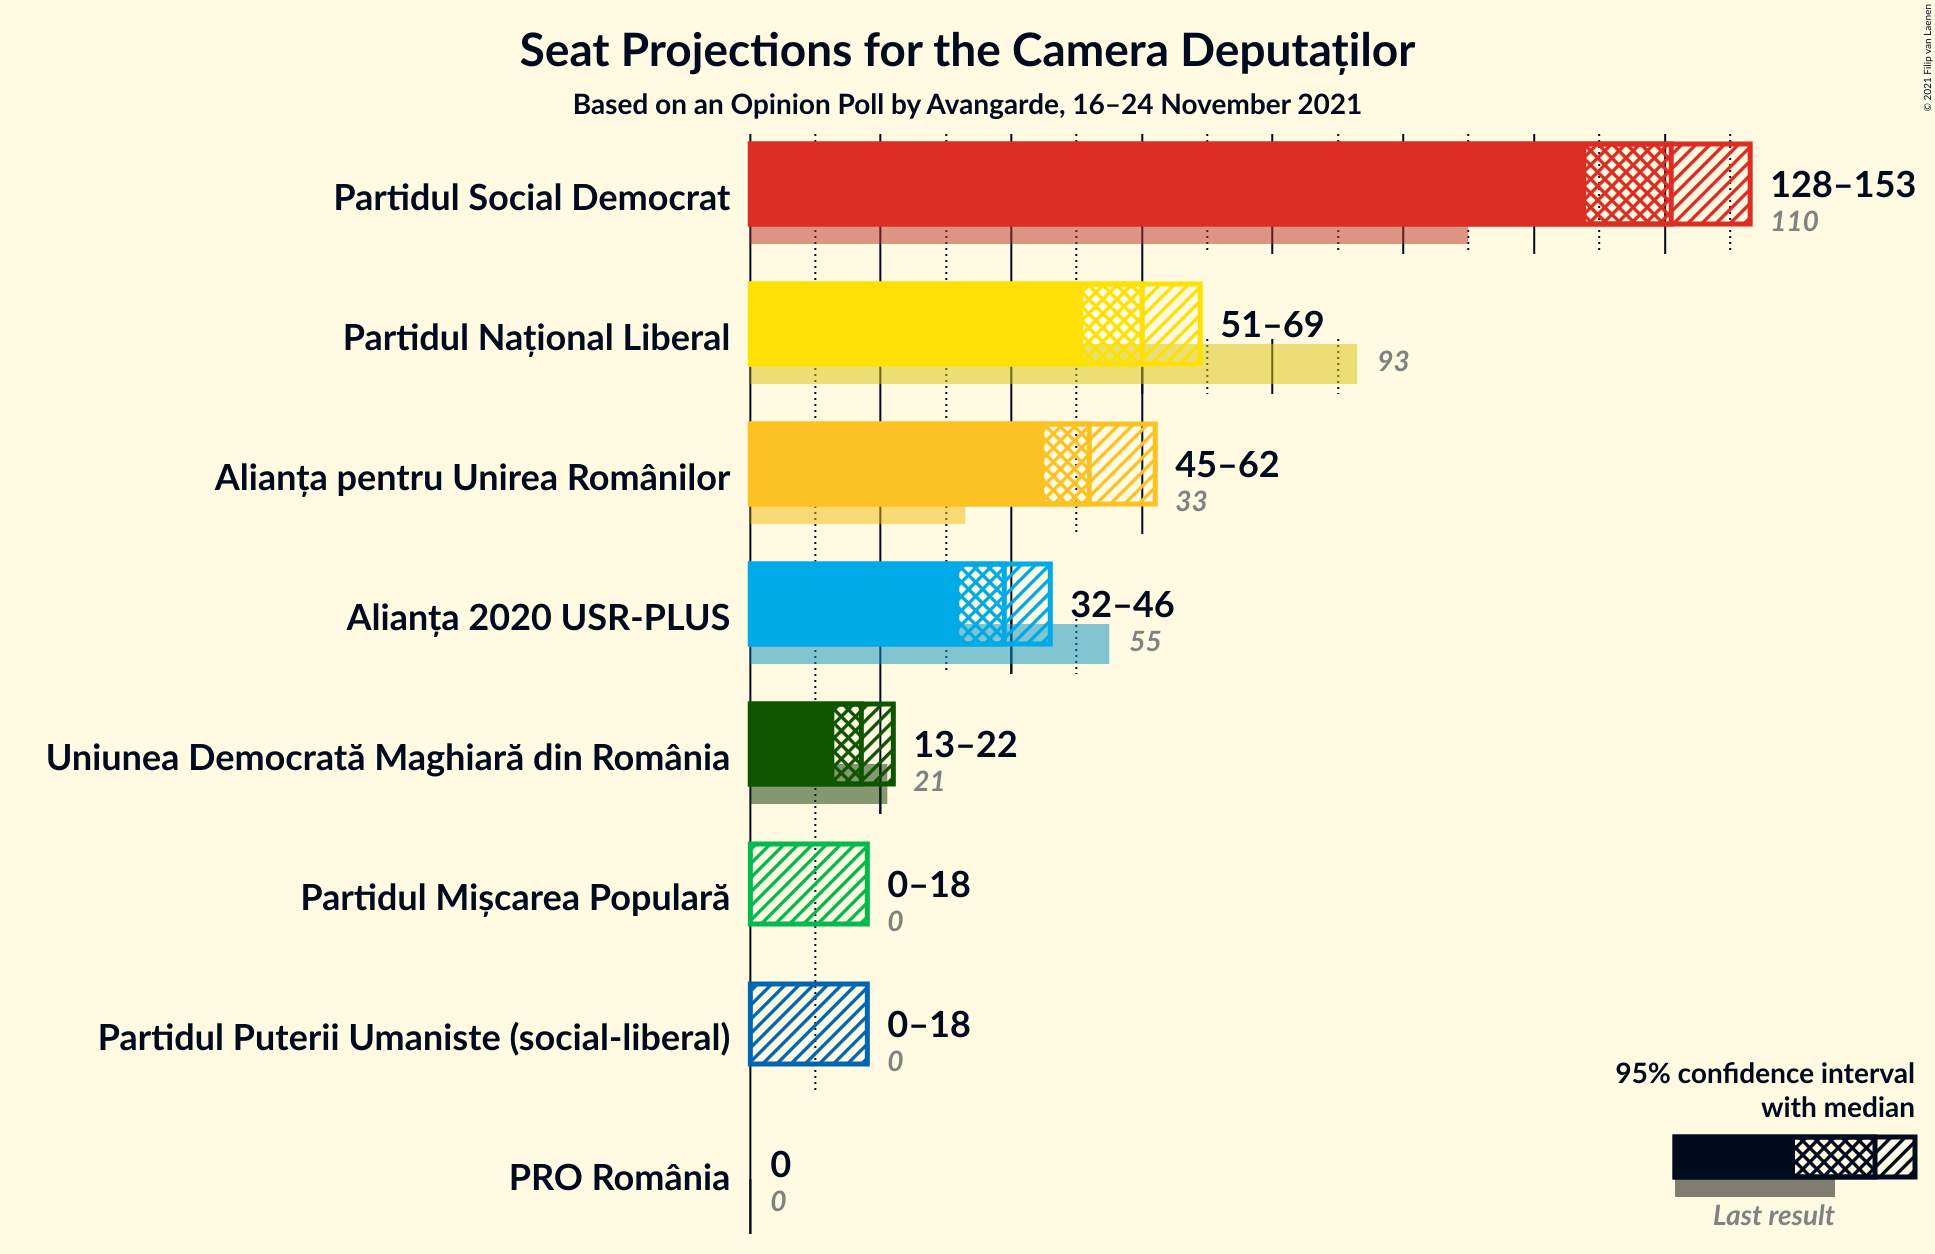 Seat Projections for the Camera Deputaților
Based on an Opinion Poll by Avangarde, 16–24 November 2021
© 2021 Filip van Laenen
Partidul Social Democrat
128–153
110
Partidul Național Liberal
51–69
93
Alianța pentru Unirea Românilor
45–62
33
Alianța 2020 USR-PLUS
32–46
55
Uniunea Democrată Maghiară din România
13–22
21
Partidul Mișcarea Populară
0–18
0
Partidul Puterii Umaniste (social-liberal)
0–18
0
PRO România
0
0
95% confidence interval
with median
Last result